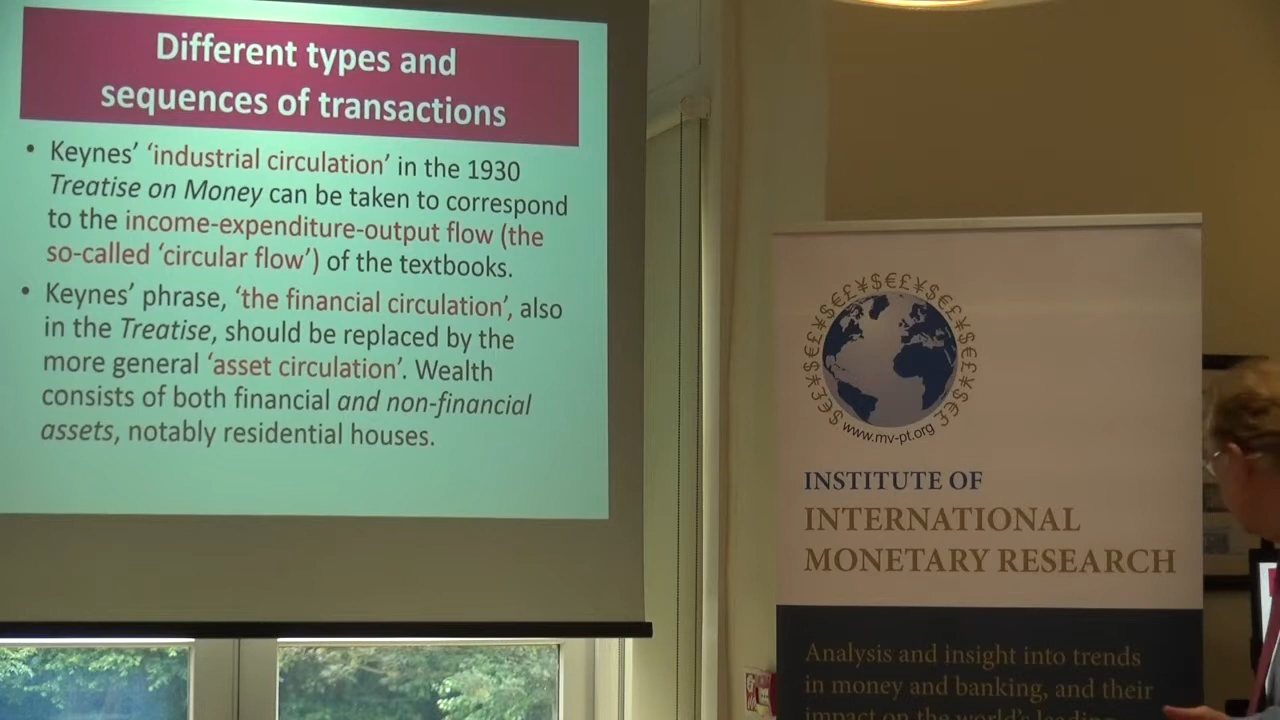 Different types and
sequences of transactions
• Keynes' 'industrial circulation' in the 1930
Treatise on Money can be taken to correspond
to the income-expenditure-output flow (the
so-called 'circular flow') of the textbooks.
• Keynes' phrase, 'the financial circulation', also
in the Treatise, should be replaced by the
more general 'asset circulation'. Wealth
consists of both financial and non-financial
assets, notably residential houses.
www.mv-pt.org
INSTITUTE OF
INTERNATIONAL
MONETARY RESEARCH
Analysis and insight into trends
in money and banking, and their
impact on the world's leading